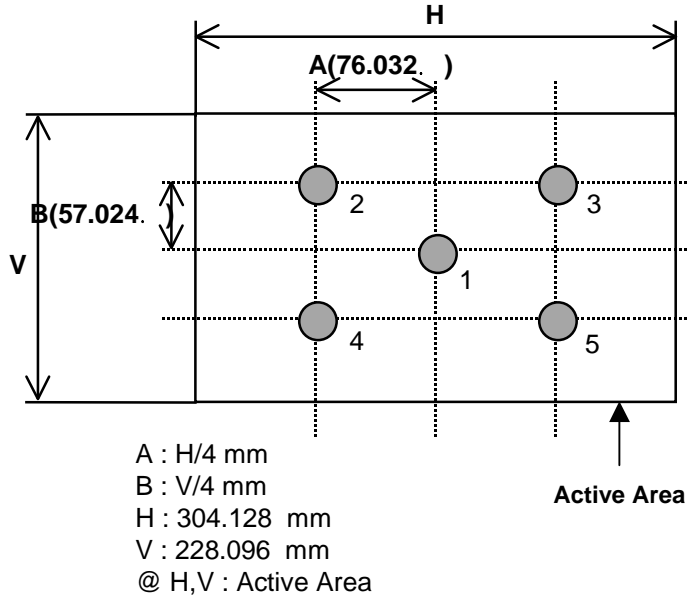 H
A(76.032. )
2
3
B(57.024. )
V
1
4
5
A : H/4 mm
B : V/4 mm
H : 304.128 mm
V : 228.096 mm
@ H,V : Active Area
Active Area